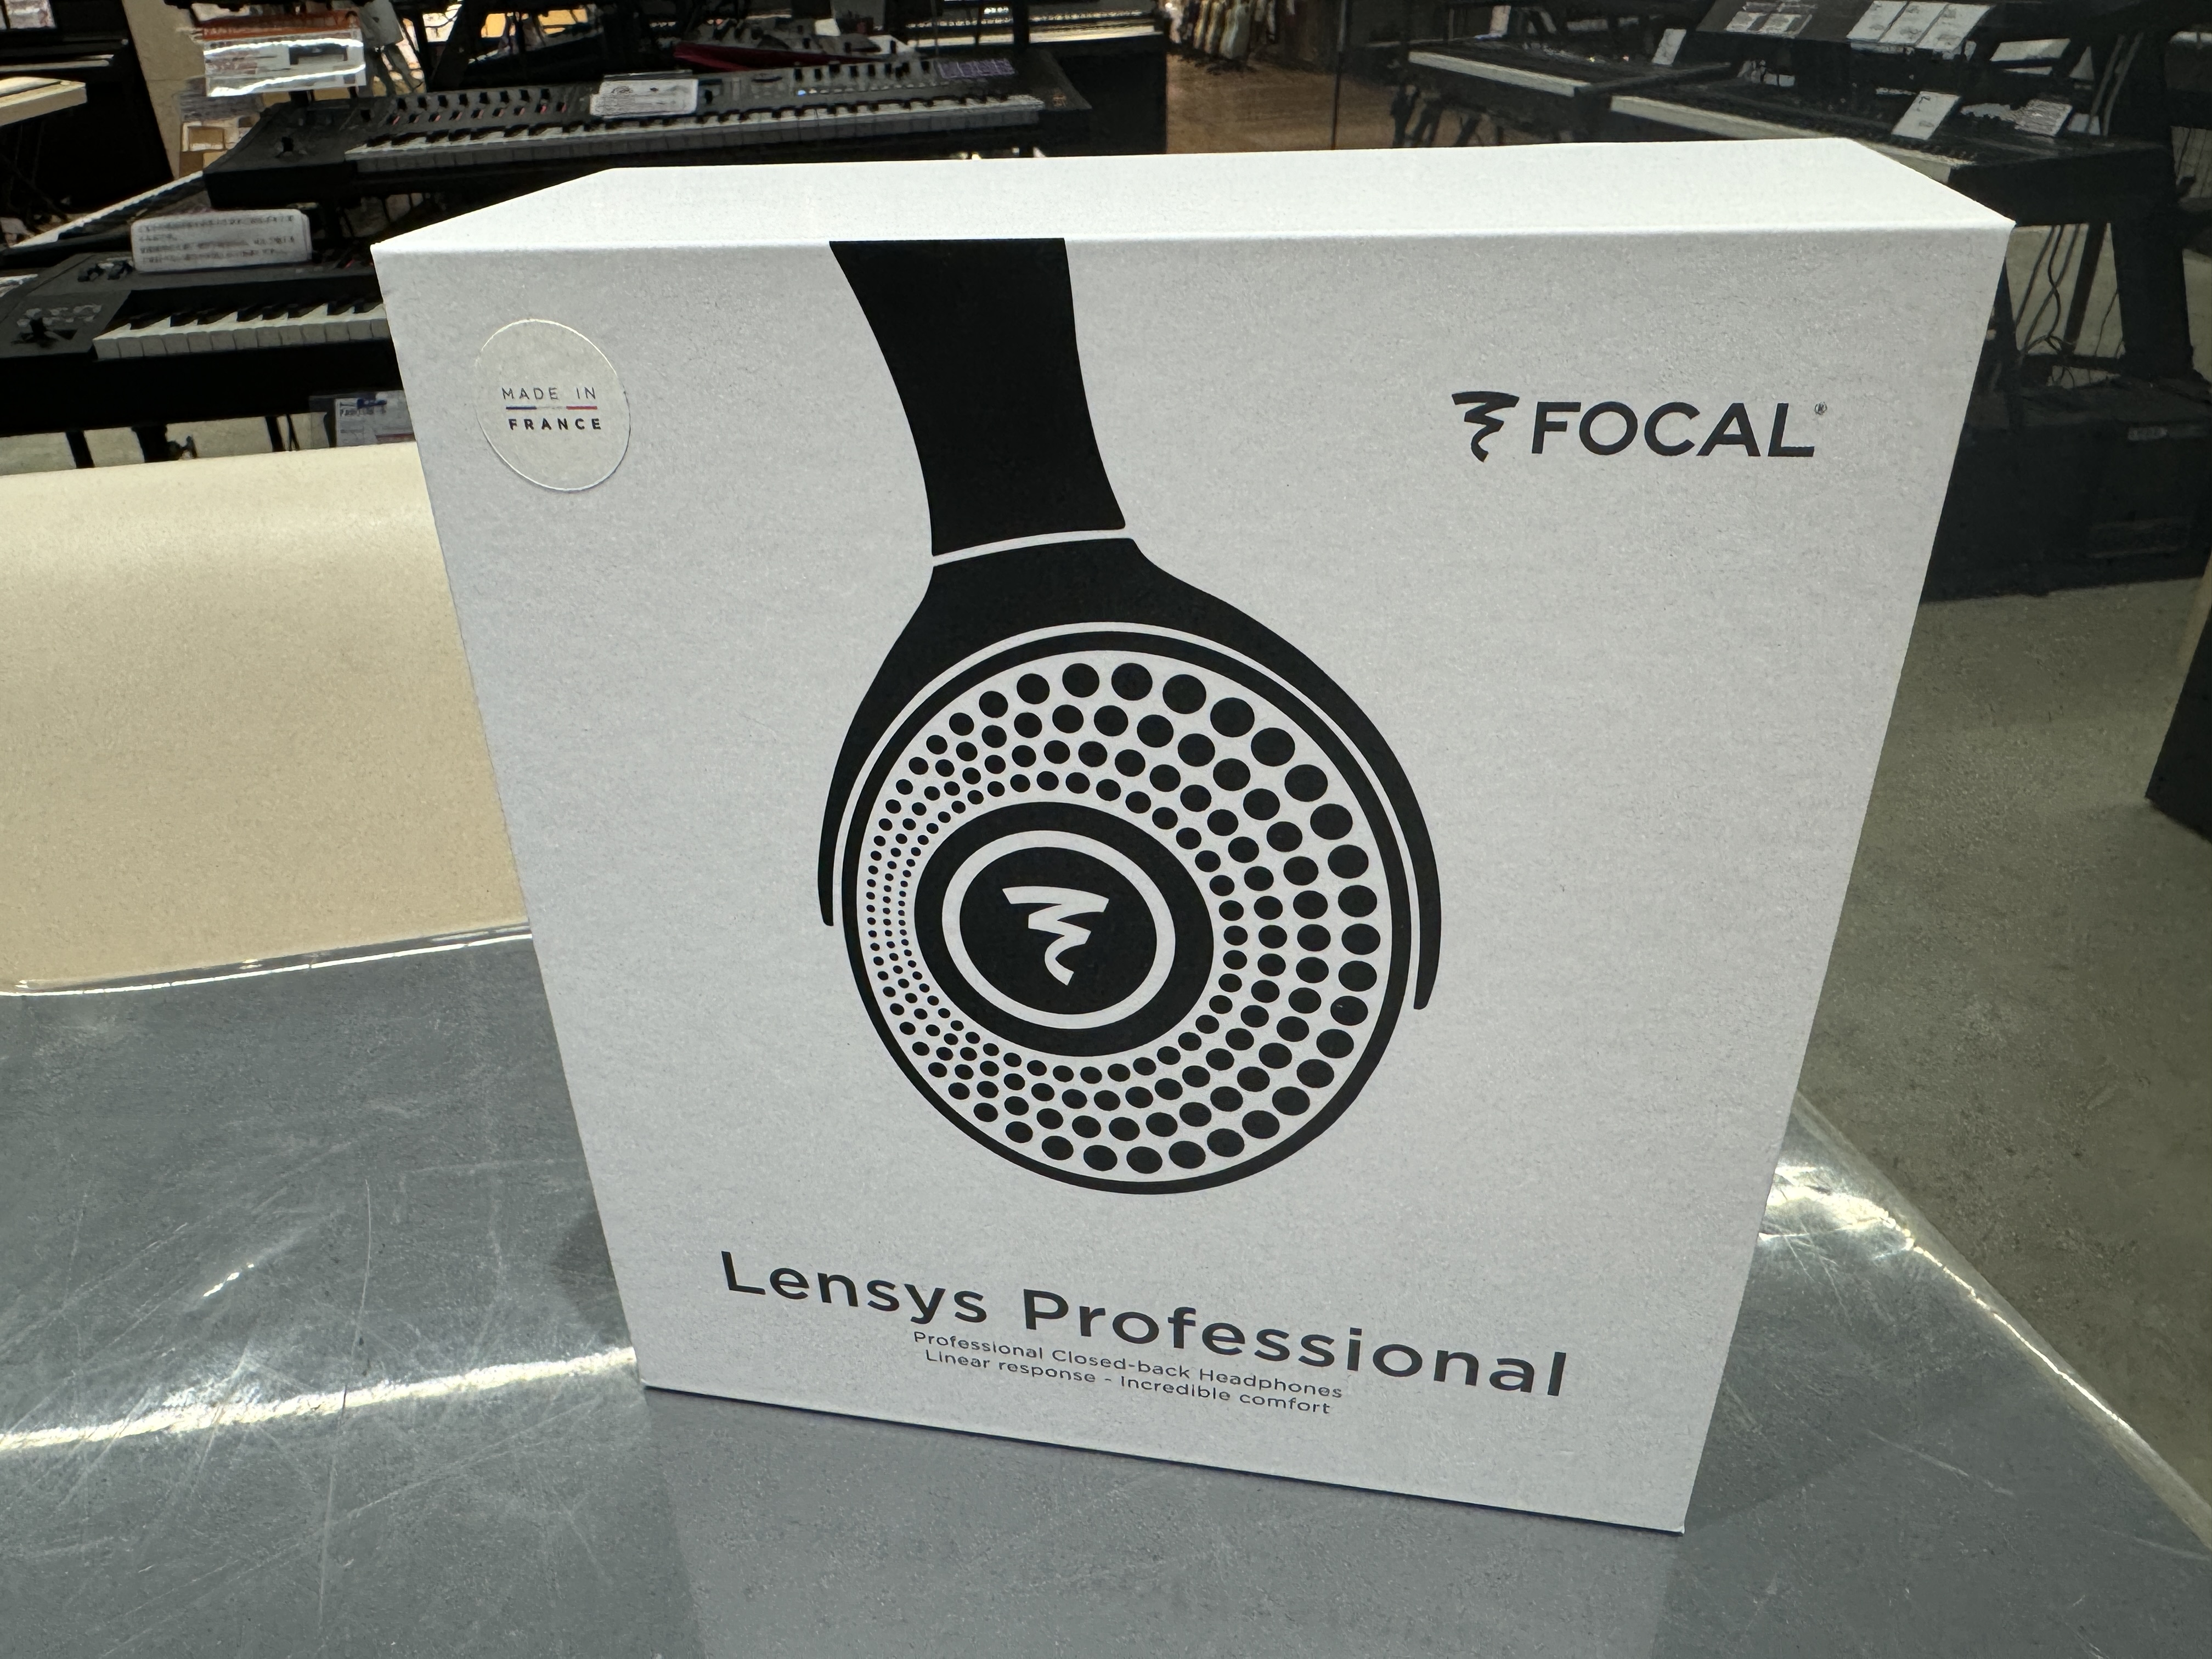 MADE IN
FRANCE
FOCAL®
Lensys Professional
Professional Closed-back Headphones
Linear response - Incredible comfort